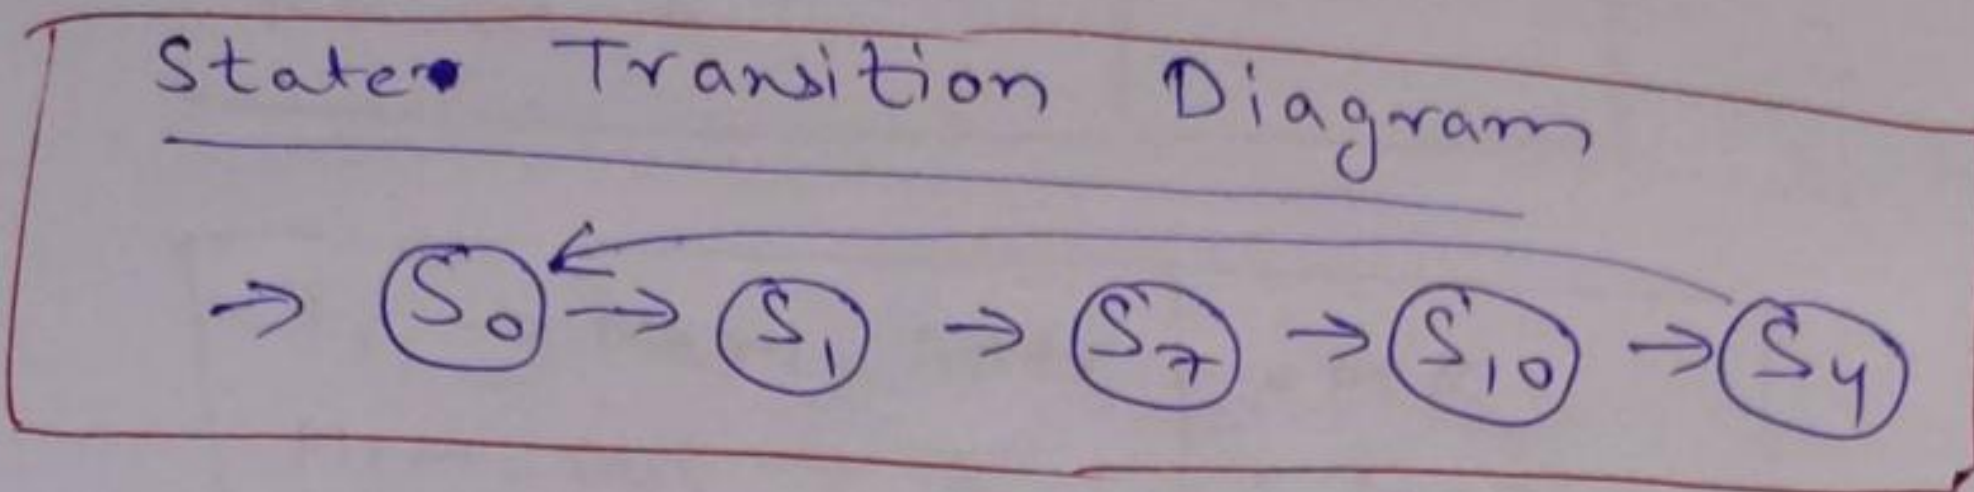 State Transition Diagram
→ S0 → S1 → S7 → S10 → S4